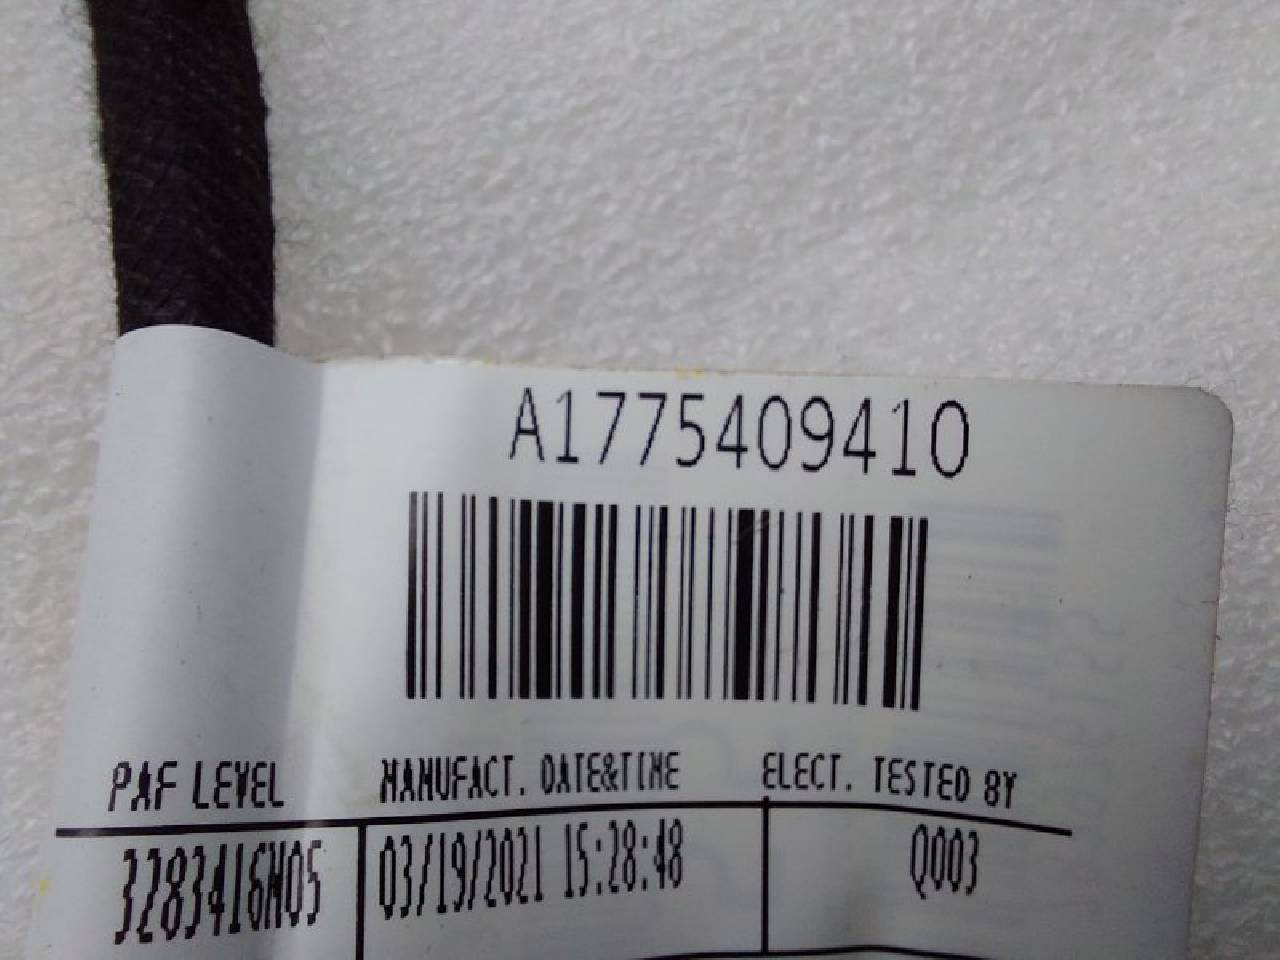 A1775409410
PAF LEVEL MANUFACT. DATE&TIME ELECT. TESTED BY
3283416H05 03/19/2021 15:28:48 Q003